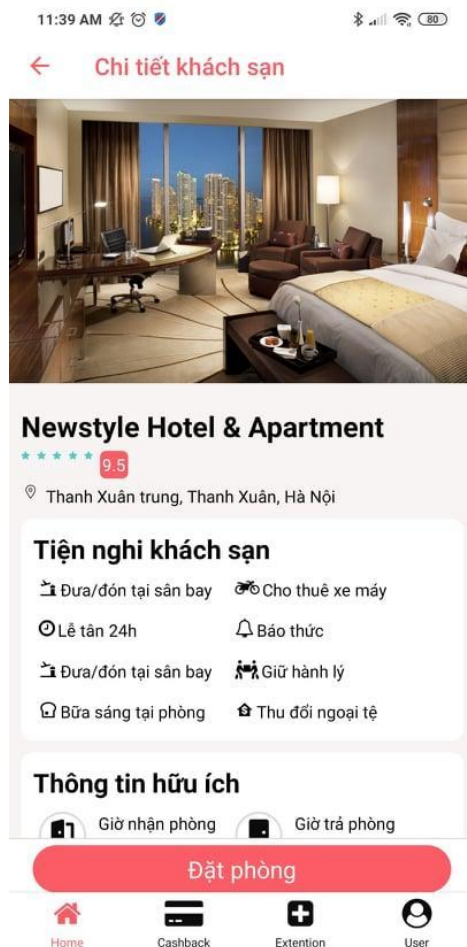 11:39 AM
80
Chi tiết khách sạn
Newstyle Hotel & Apartment
9.5
Thanh Xuân trung, Thanh Xuân, Hà Nội
Tiện nghi khách sạn
Đưa/đón tại sân bay Cho thuê xe máy
Lễ tân 24h Báo thức
Đưa/đón tại sân bay Giữ hành lý
Bữa sáng tại phòng Thu đổi ngoại tệ
Thông tin hữu ích
Giờ nhận phòng Giờ trả phòng
Đặt phòng
Home Cashback Extention User